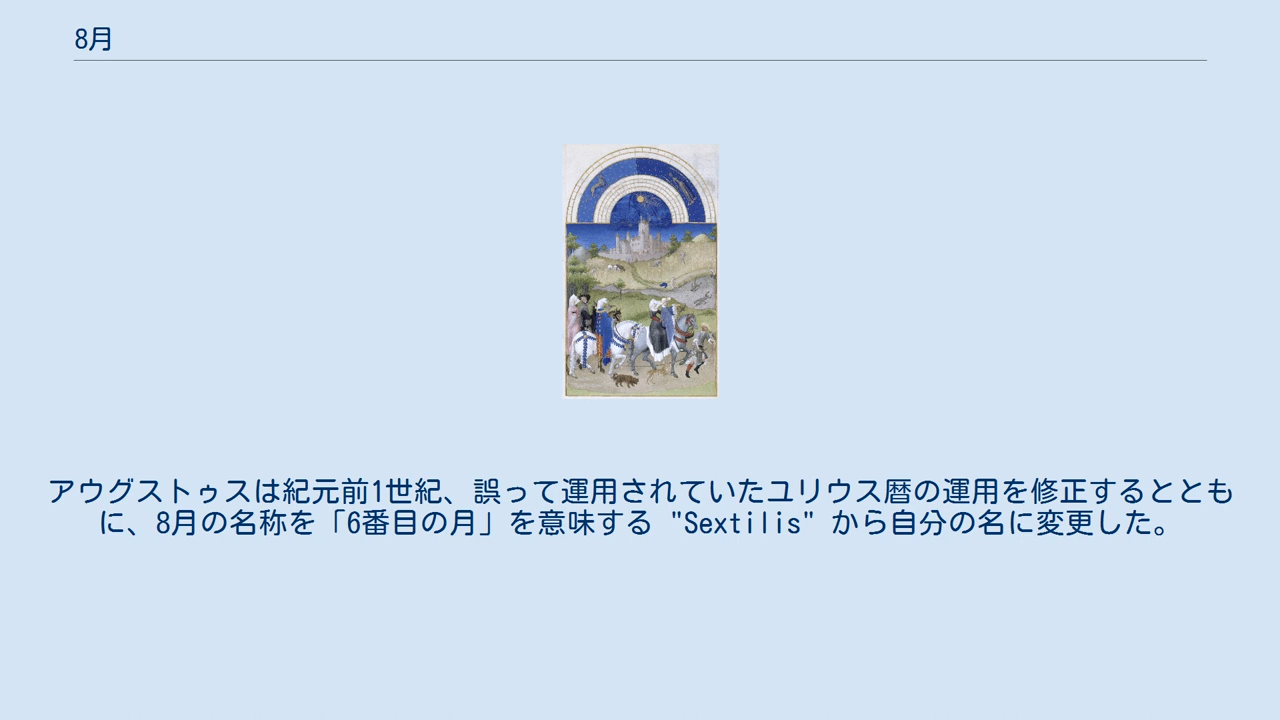 8月
アウグストゥスは紀元前1世紀、誤って運用されていたユリウス暦の運用を修正するととも
に、8月の名称を「6番目の月」を意味する "Sextilis" から自分の名に変更した。